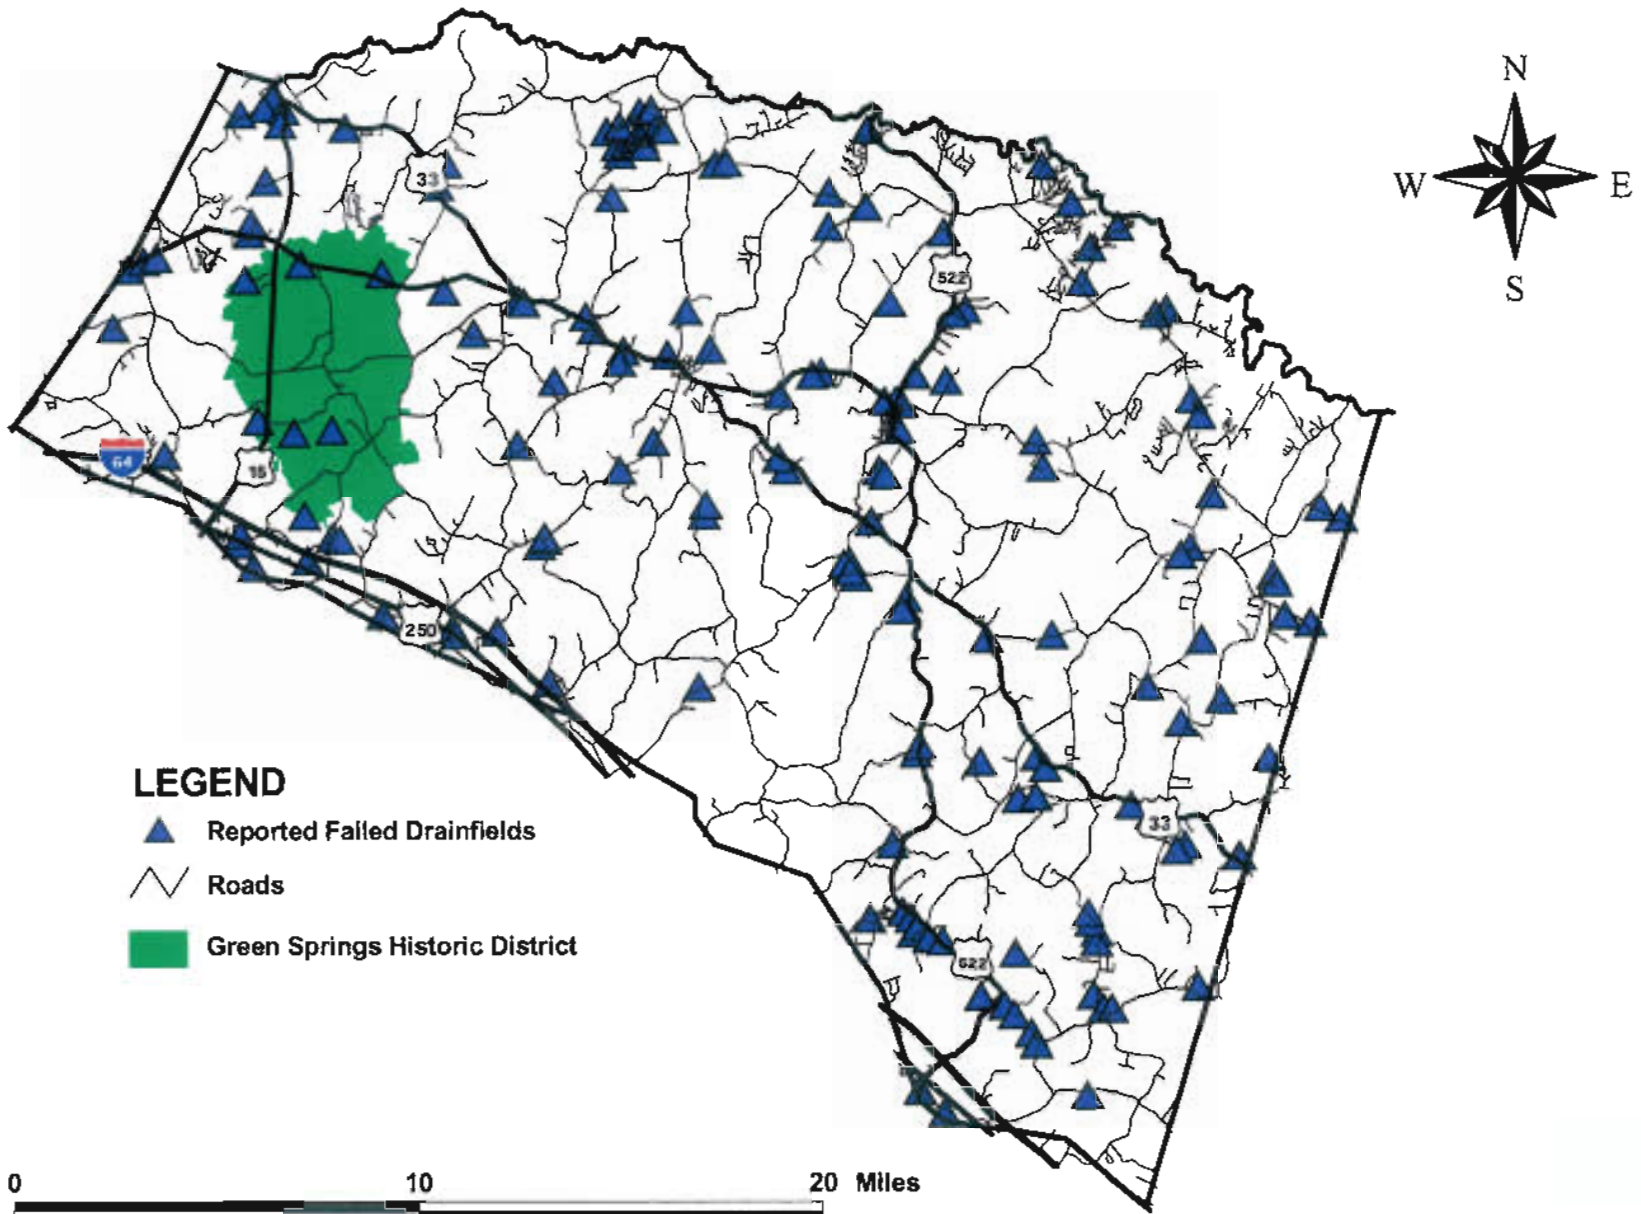 N
W E
S
33
522
64
15
250
LEGEND
Reported Failed Drainfields
Roads
Green Springs Historic District
33
522
0 10 20 Miles